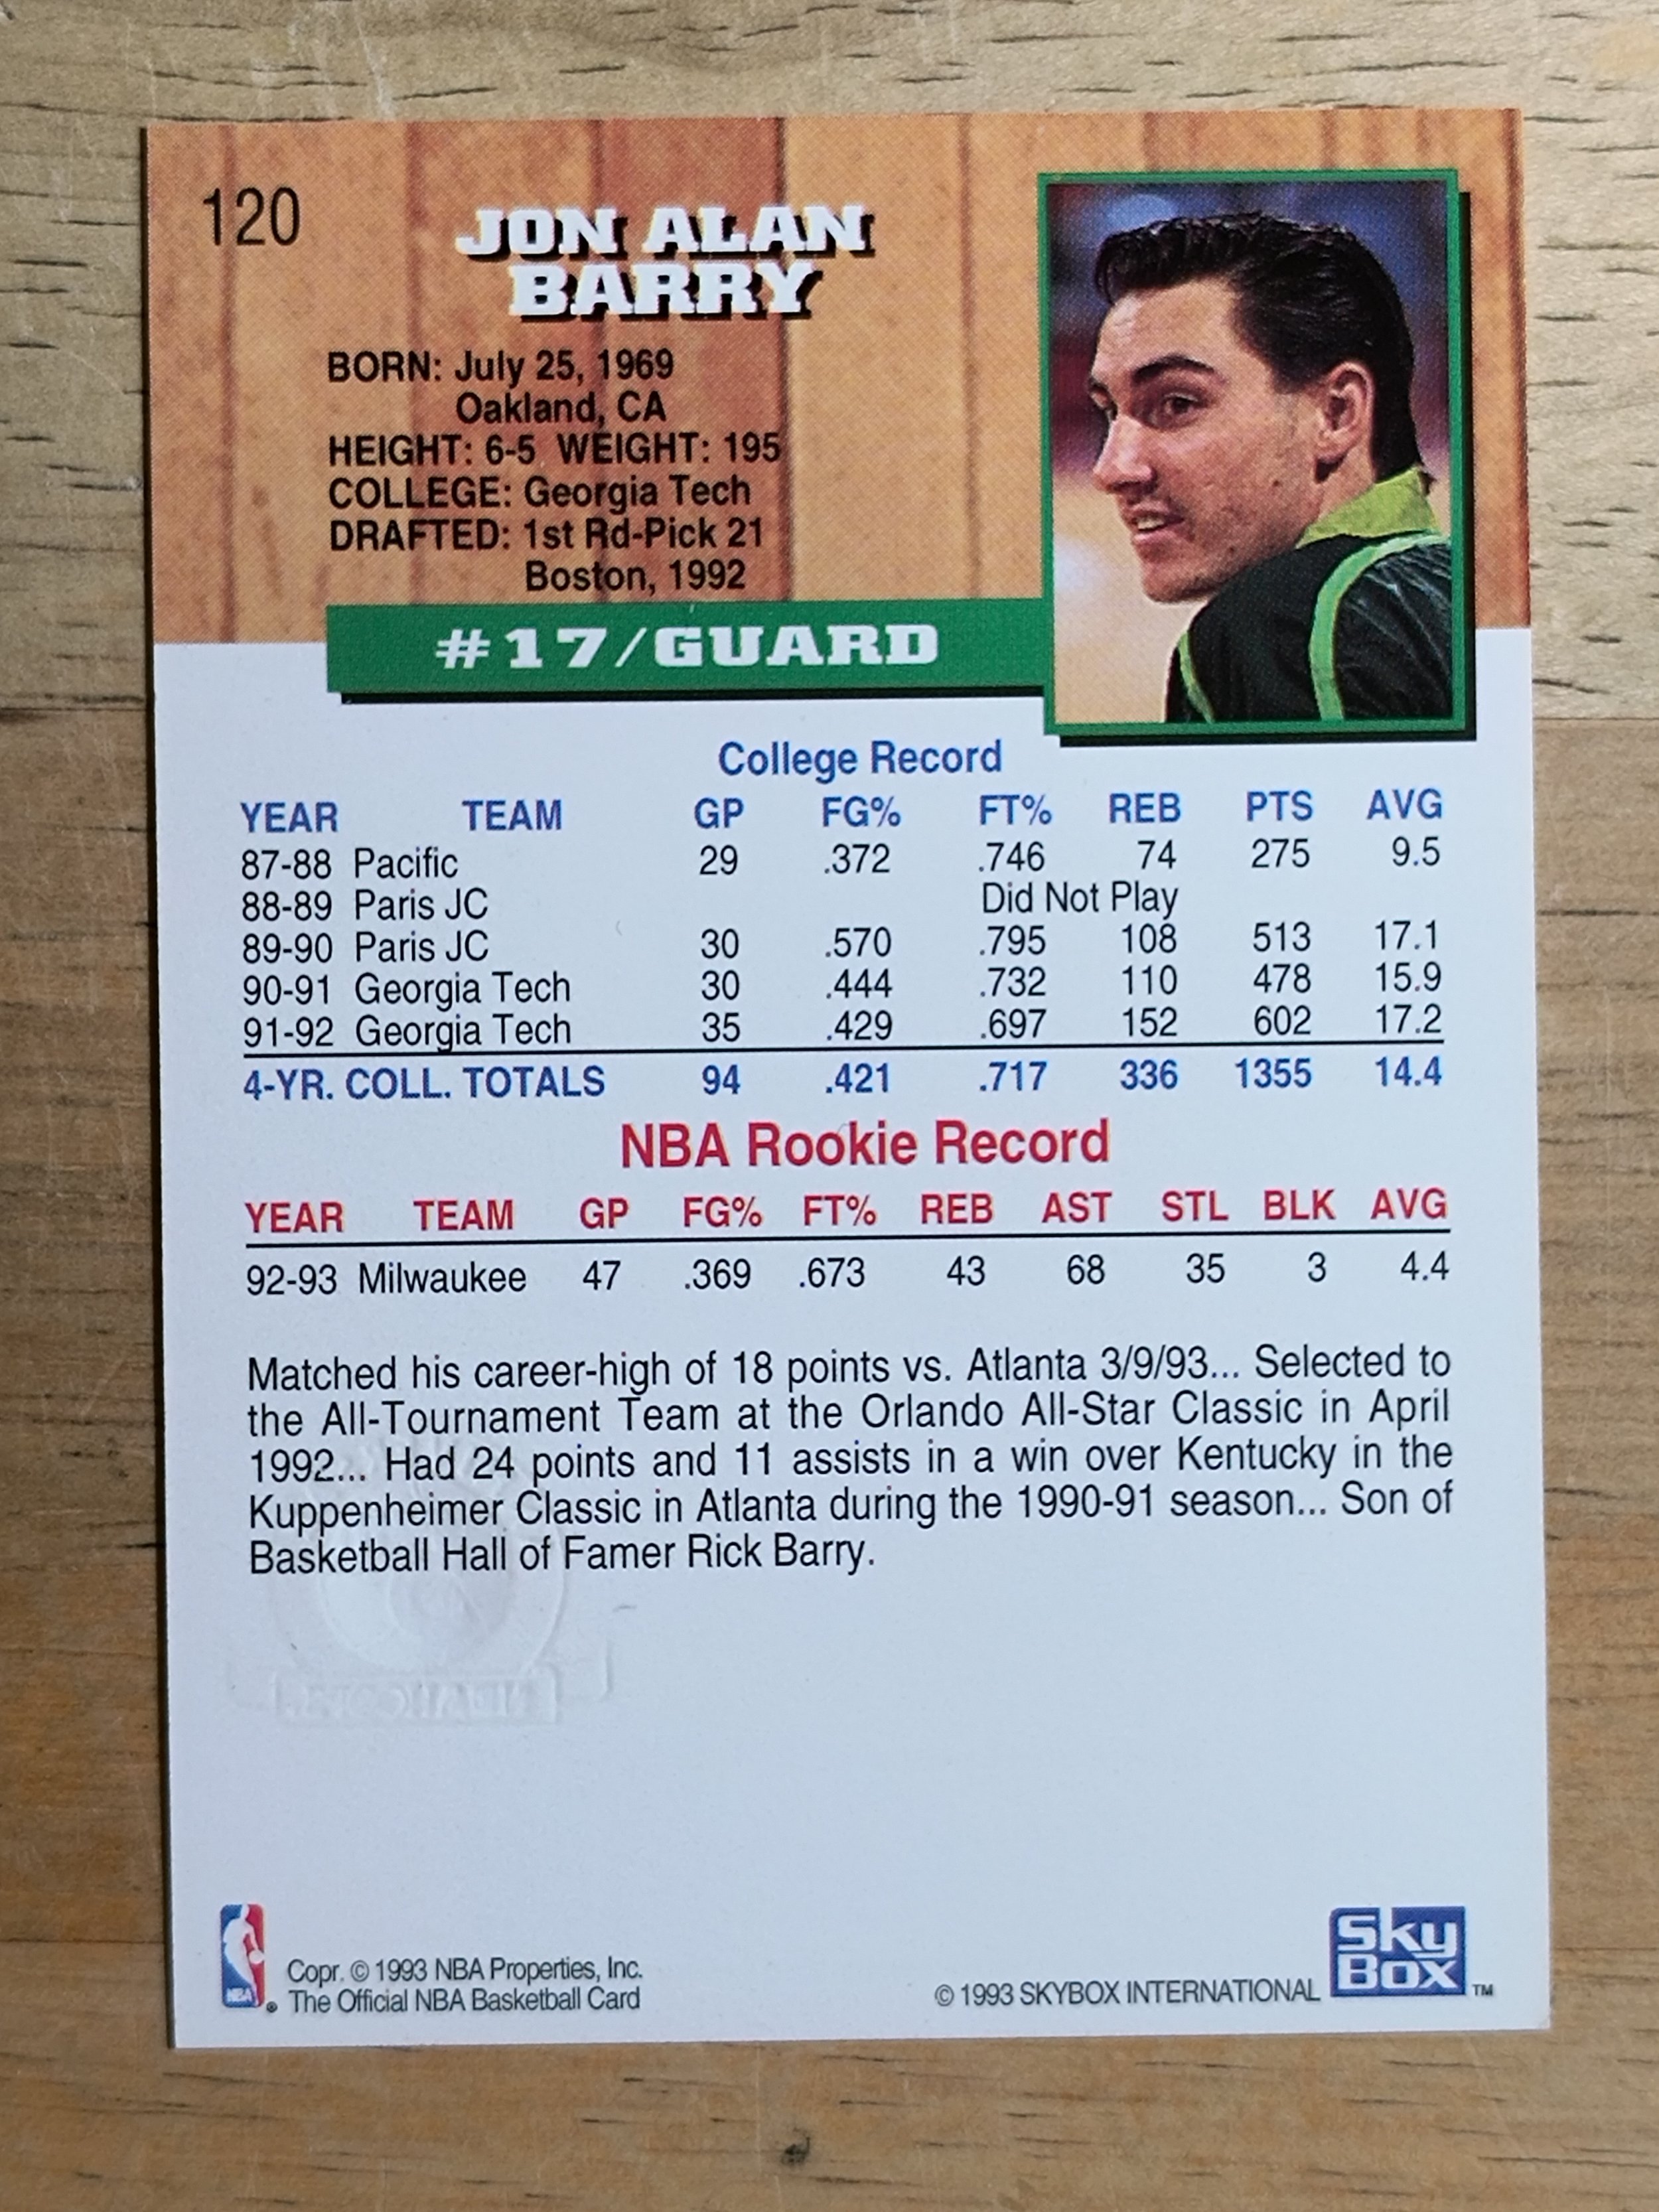 120
JON ALAN
BARRY
BORN: July 25, 1969
Oakland, CA
HEIGHT: 6-5 WEIGHT: 195
COLLEGE: Georgia Tech
DRAFTED: 1st Rd-Pick 21
Boston, 1992
#17/GUARD
College Record
YEAR TEAM GP FG% FT% REB PTS AVG
87-88 Pacific 29 .372 .746 74 275 9.5
88-89 Paris JC Did Not Play
89-90 Paris JC 30 .570 .795 108 513 17.1
90-91 Georgia Tech 30 .444 .732 110 478 15.9
91-92 Georgia Tech 35 .429 .697 152 602 17.2
4-YR. COLL. TOTALS 94 .421 .717 336 1355 14.4
NBA Rookie Record
YEAR TEAM GP FG% FT% REB AST STL BLK AVG
92-93 Milwaukee 47 .369 .673 43 68 35 3 4.4
Matched his career-high of 18 points vs. Atlanta 3/9/93... Selected to
the All-Tournament Team at the Orlando All-Star Classic in April
1992... Had 24 points and 11 assists in a win over Kentucky in the
Kuppenheimer Classic in Atlanta during the 1990-91 season... Son of
Basketball Hall of Famer Rick Barry.
NBA
Copr. © 1993 NBA Properties, Inc.
The Official NBA Basketball Card
© 1993 SKYBOX INTERNATIONAL
Sky
Box ™